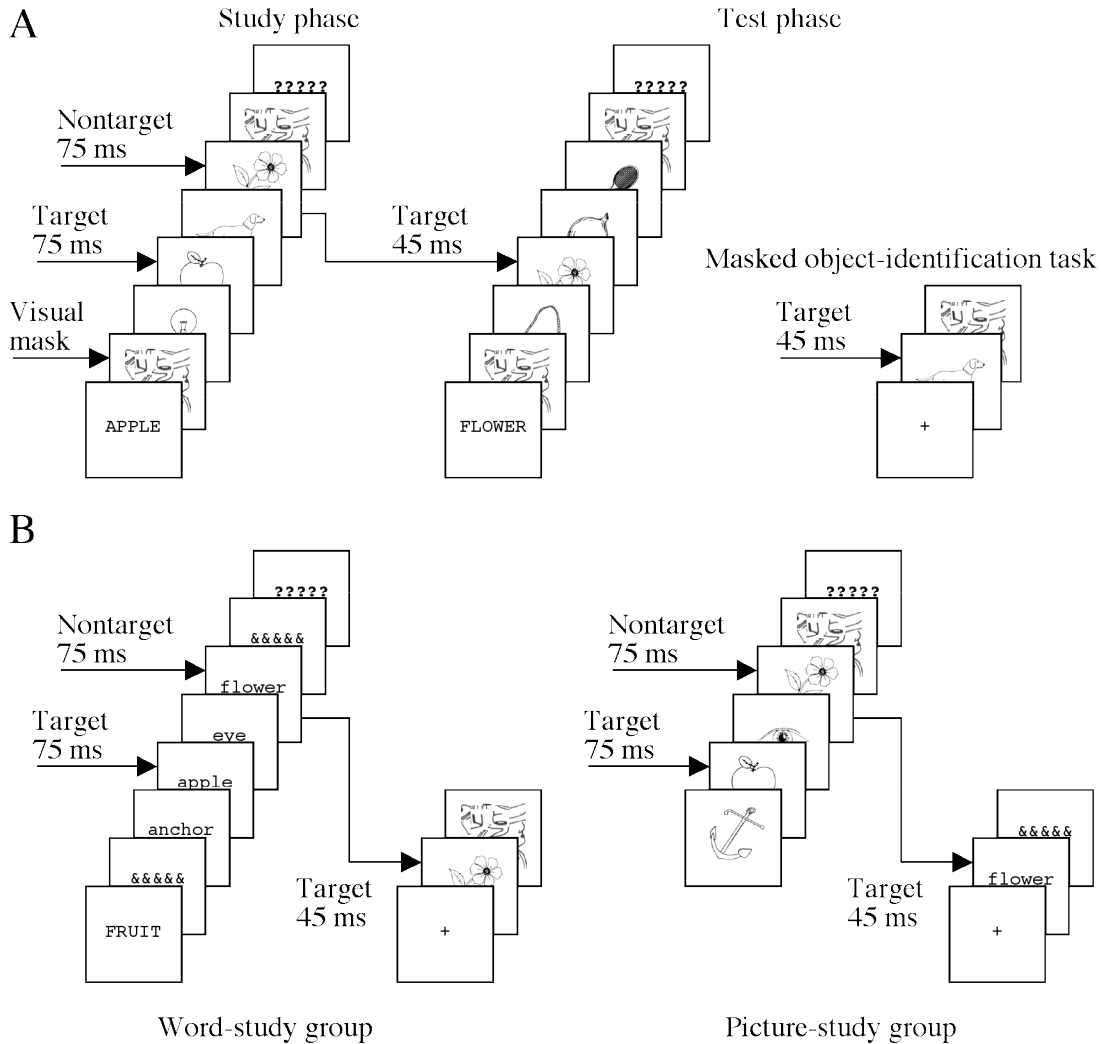 A
Study phase
Test phase
?????
?????
Nontarget
75 ms
Target
75 ms
Target
45 ms
Masked object-identification task
Visual
mask
Target
45 ms
APPLE
FLOWER
+
B
?????
?????
Nontarget
75 ms
&&&&&
Nontarget
75 ms
flower
Target
75 ms
eye
Target
75 ms
apple
anchor
&&&&&
&&&&&
Target
45 ms
flower
Target
45 ms
FRUIT
+
+
Word-study group
Picture-study group